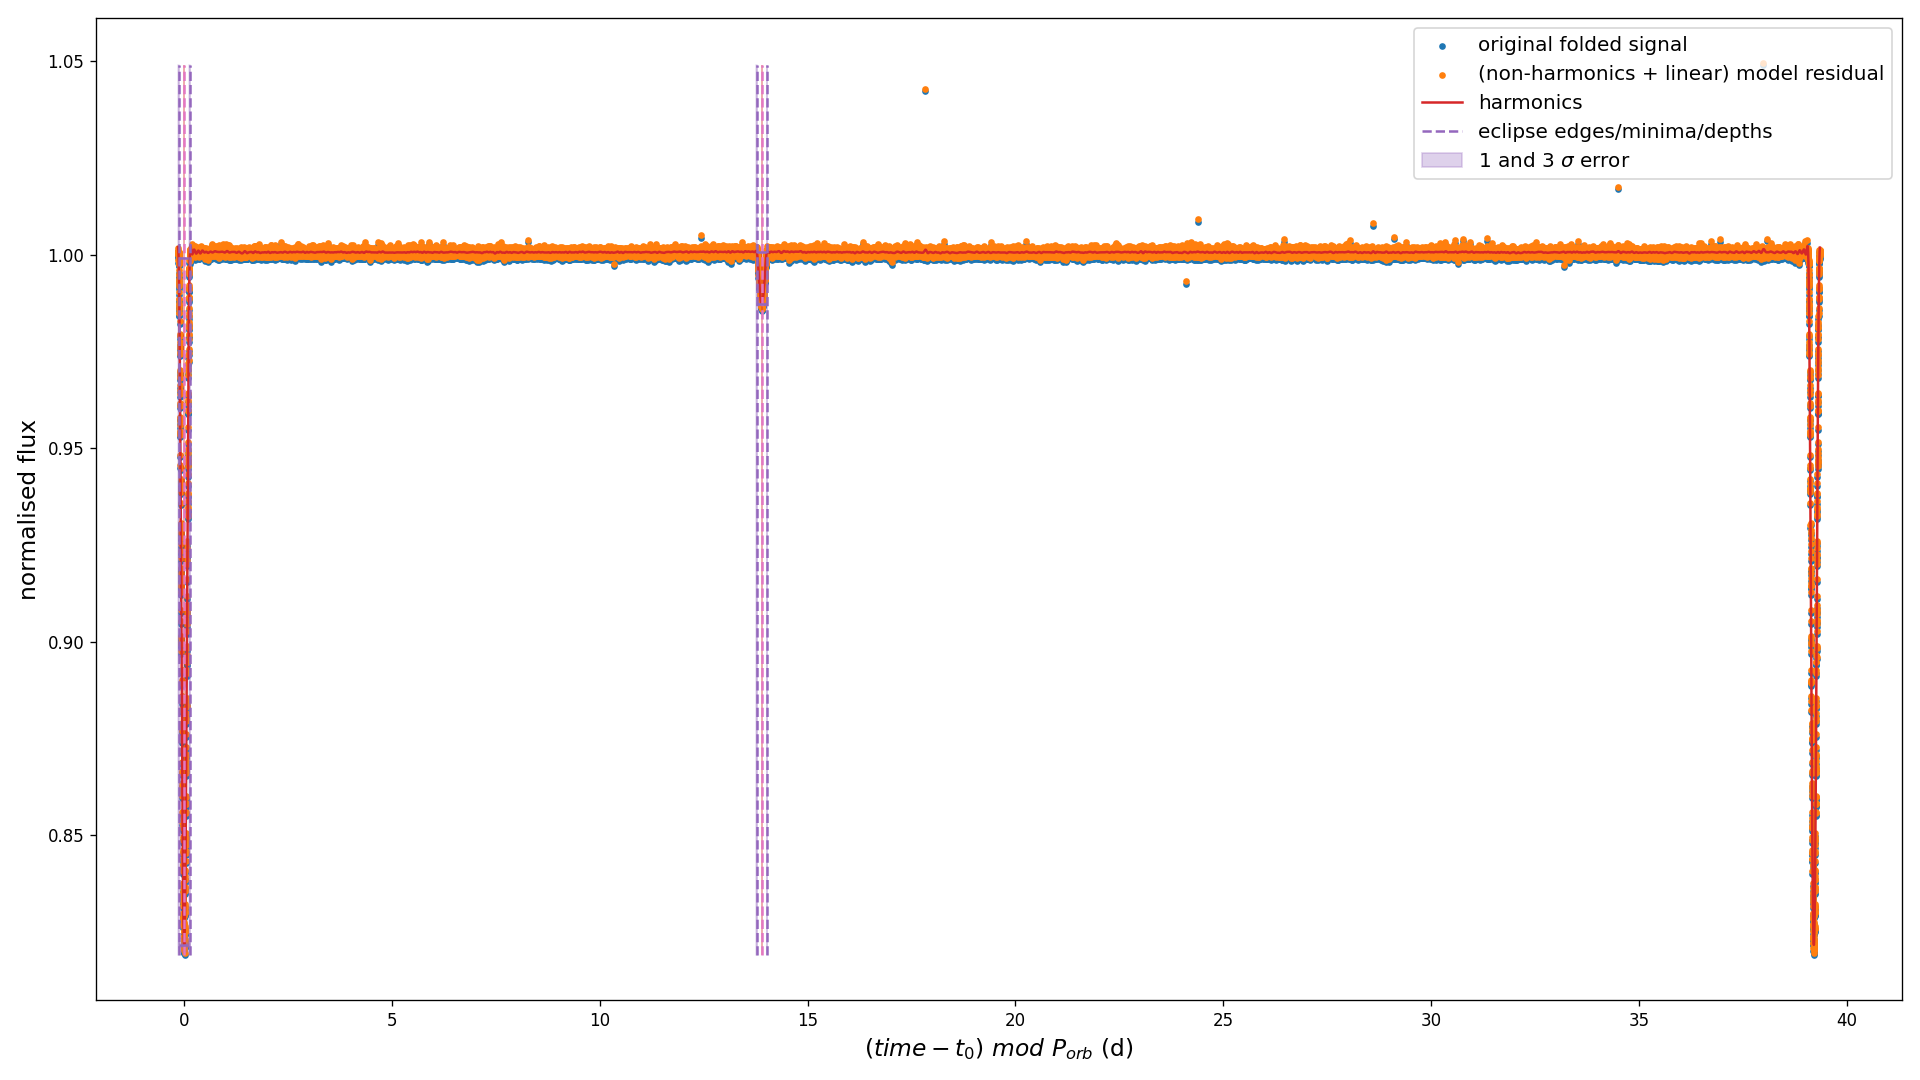 1.05
1.00
0.95
0.90
0.85
normalised flux
original folded signal
(non-harmonics + linear) model residual
harmonics
eclipse edges/minima/depths
1 and 3 σ error
0 5 10 15 20 25 30 35 40
(time − t₀) mod Pₒᵣᵦ (d)